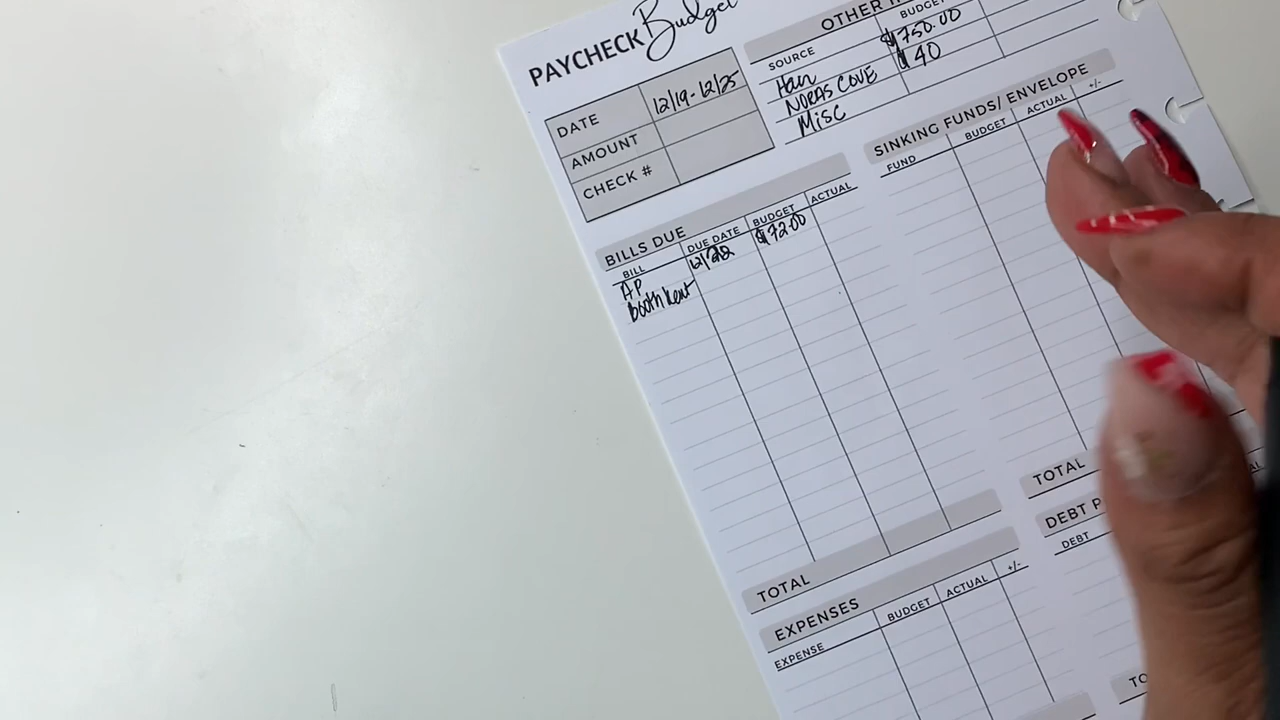 PAYCHECK Budget
DATE 12/19-12/25
AMOUNT
CHECK #
OTHER
SOURCE BUDGET
Hair $750.00
NORAS COVE $40
Misc
BILLS DUE
BILL DUE DATE BUDGET ACTUAL
AP 12/22 $72.00
Booth Rent
TOTAL
SINKING FUNDS/ ENVELOPE
FUND BUDGET ACTUAL +/-
TOTAL
EXPENSES
EXPENSE BUDGET ACTUAL +/-
DEBT
DEBT